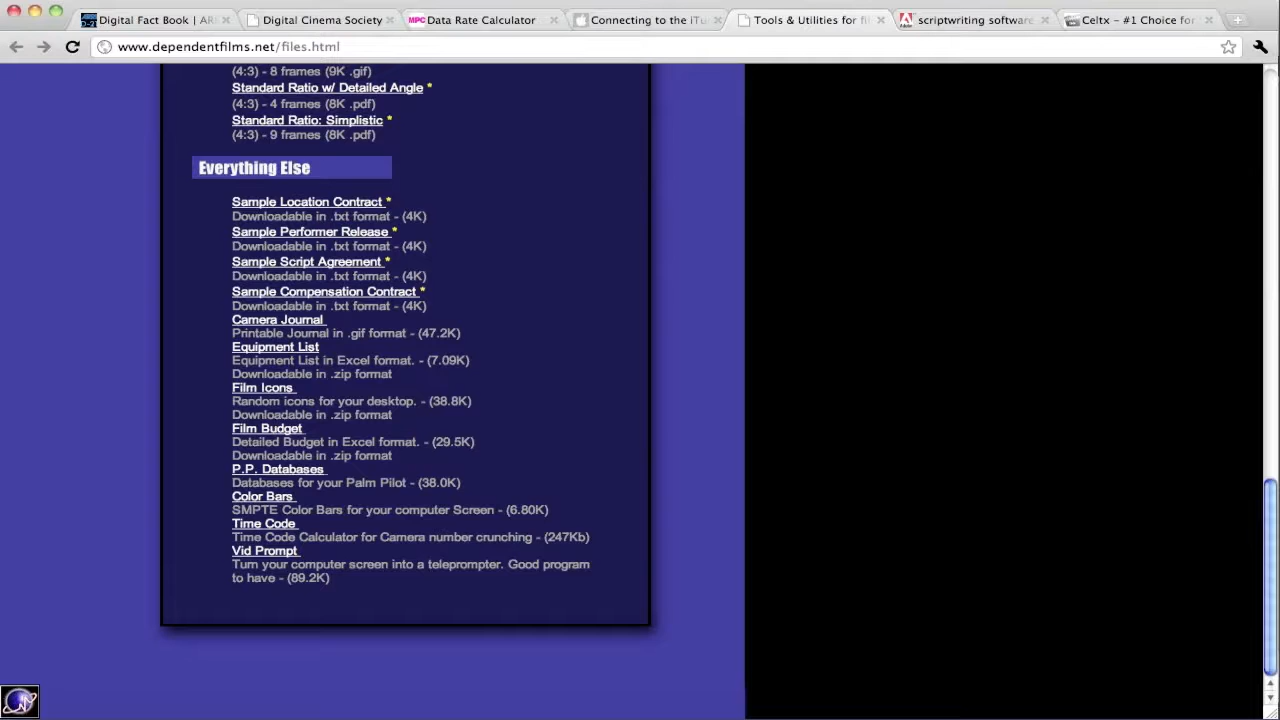 Digital Fact Book | AR
Digital Cinema Society
MPC Data Rate Calculator
Connecting to the iTu
Tools & Utilities for fil
scriptwriting software
Celtx – #1 Choice for
www.dependentfilms.net/files.html
(4:3) - 8 frames (9K .gif)
Standard Ratio w/ Detailed Angle *
(4:3) - 4 frames (8K .pdf)
Standard Ratio: Simplistic *
(4:3) - 9 frames (8K .pdf)
Everything Else
Sample Location Contract *
Downloadable in .txt format - (4K)
Sample Performer Release *
Downloadable in .txt format - (4K)
Sample Script Agreement *
Downloadable in .txt format - (4K)
Sample Compensation Contract *
Downloadable in .txt format - (4K)
Camera Journal
Printable Journal in .gif format - (47.2K)
Equipment List
Equipment List in Excel format. - (7.09K)
Downloadable in .zip format
Film Icons
Random icons for your desktop. - (38.8K)
Downloadable in .zip format
Film Budget
Detailed Budget in Excel format. - (29.5K)
Downloadable in .zip format
P.P. Databases
Databases for your Palm Pilot - (38.0K)
Color Bars
SMPTE Color Bars for your computer Screen - (6.80K)
Time Code
Time Code Calculator for Camera number crunching - (247Kb)
Vid Prompt
Turn your computer screen into a teleprompter. Good program
to have - (89.2K)